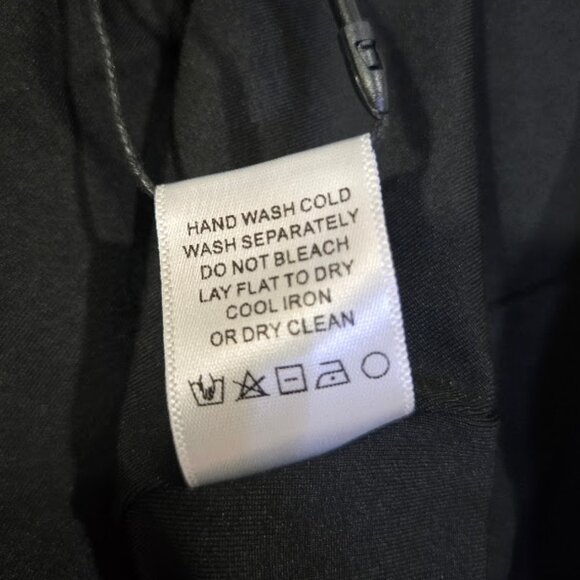 HAND WASH COLD
WASH SEPARATELY
DO NOT BLEACH
LAY FLAT TO DRY
COOL IRON
OR DRY CLEAN